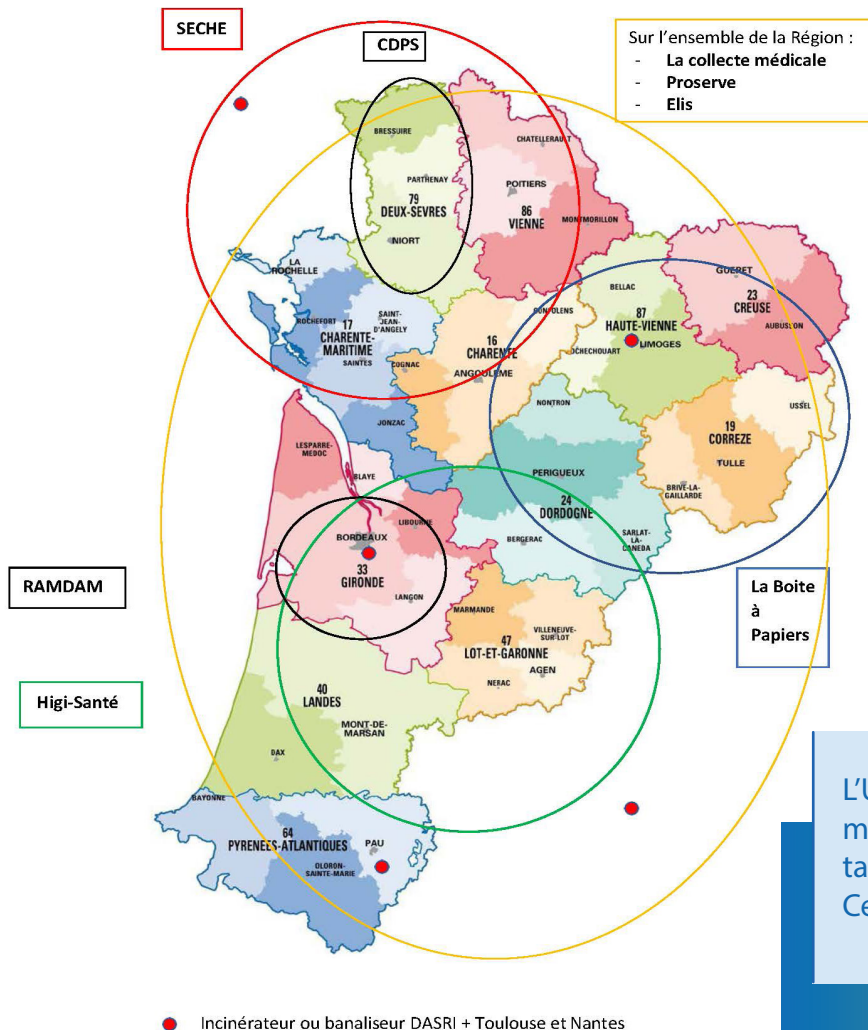 SECHE
CDPS
Sur l’ensemble de la Région :
- La collecte médicale
- Proserve
- Elis
BRESSUIRE
CHATELLERAULT
PARTHENAY
POITIERS
79
DEUX-SEVRES
86
VIENNE
MONTMORILLON
NIORT
LA
ROCHELLE
GUERET
BELLAC
23
CREUSE
ROCHEFORT
SAINT-
JEAN-
D'ANGELY
CONFOLENS
87
HAUTE-VIENNE
AUBUSSON
17
CHARENTE-
MARITIME
16
CHARENTE
LIMOGES
SAINTES
COGNAC
ANGOULEME
NONTRON
USSEL
JONZAC
19
CORREZE
LESPARRE-
MEDOC
TULLE
BLAYE
PERIGUEUX
BRIVE-LA-
GAILLARDE
24
DORDOGNE
LIBOURNE
BORDEAUX
BERGERAC
SARLAT-
LA-
CANEDA
33
GIRONDE
RAMDAM
LANGON
La Boite
à
Papiers
MARMANDE
VILLENEUVE-
SUR-LOT
47
LOT-ET-GARONNE
AGEN
NERAC
Higi-Santé
40
LANDES
MONT-DE-
MARSAN
DAX
BAYONNE
64
PYRENEES-ATLANTIQUES
PAU
OLORON-
SAINTE-MARIE
L’U
m
ta
Ce
Incinérateur ou banaliseur DASRI + Toulouse et Nantes